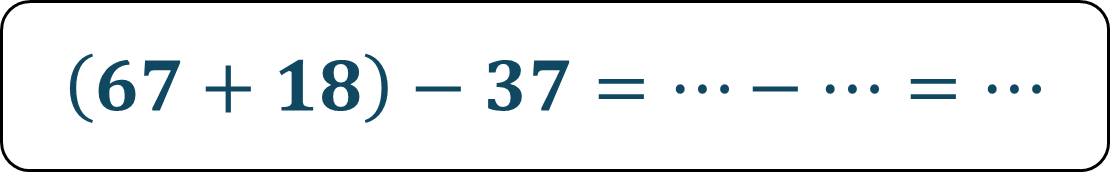 (67 + 18) − 37 = ⋯ − ⋯ = ⋯